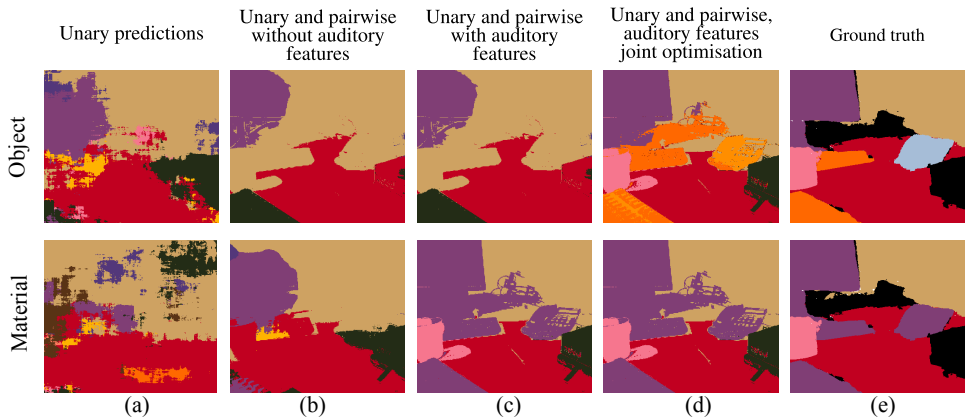 Unary predictions
Unary and pairwise
without auditory
features
Unary and pairwise
with auditory
features
Unary and pairwise,
auditory features
joint optimisation
Ground truth
Object
Material
(a)
(b)
(c)
(d)
(e)